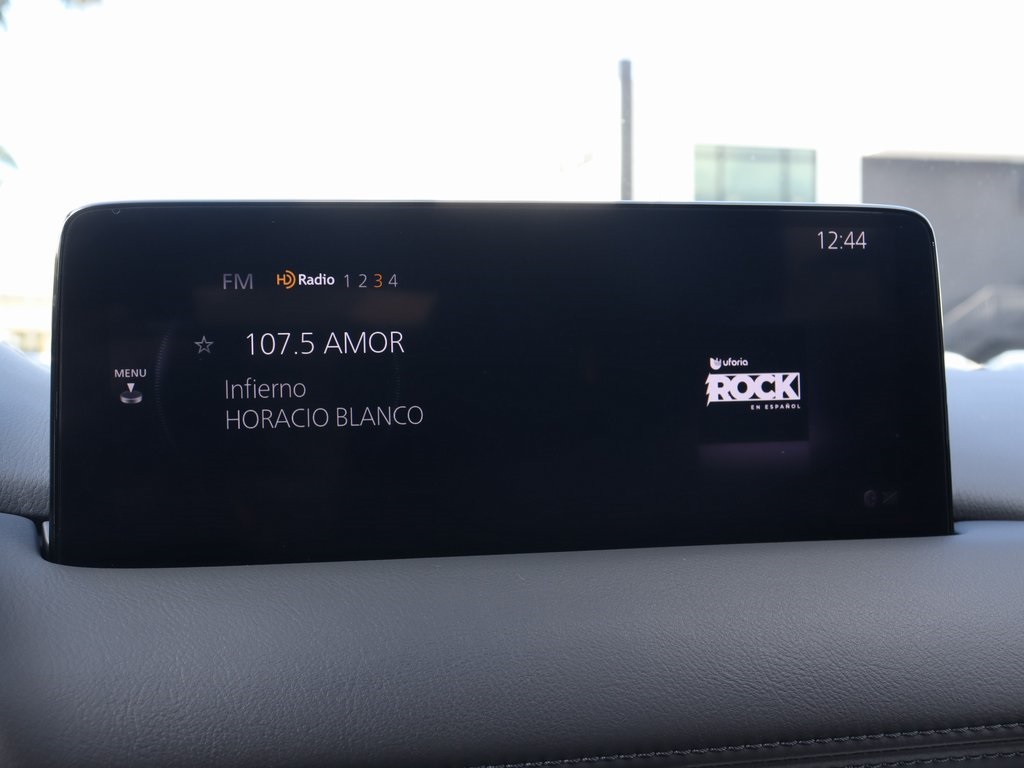 12:44
FM HD Radio 1 2 3 4
107.5 AMOR
MENU
Infierno
HORACIO BLANCO
uforia
ROCK
EN ESPAÑOL